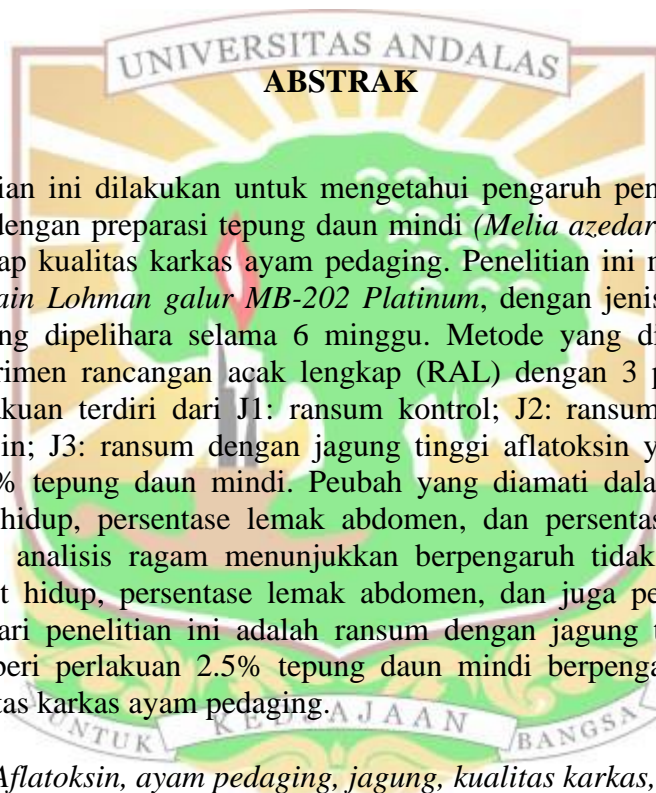 UNIVERSITAS ANDALAS
ABSTRAK
ian ini dilakukan untuk mengetahui pengaruh pen
dengan preparasi tepung daun mindi (Melia azedar
ap kualitas karkas ayam pedaging. Penelitian ini m
ain Lohman galur MB-202 Platinum, dengan jenis
ng dipelihara selama 6 minggu. Metode yang di
rimen rancangan acak lengkap (RAL) dengan 3 p
akuan terdiri dari J1: ransum kontrol; J2: ransum
in; J3: ransum dengan jagung tinggi aflatoksin y
% tepung daun mindi. Peubah yang diamati dala
hidup, persentase lemak abdomen, dan persentas
analisis ragam menunjukkan berpengaruh tidak
t hidup, persentase lemak abdomen, dan juga pe
ari penelitian ini adalah ransum dengan jagung t
beri perlakuan 2.5% tepung daun mindi berpenga
tas karkas ayam pedaging.
UNTUK KEDJAJAAN BANGSA
Aflatoksin, ayam pedaging, jagung, kualitas karkas,